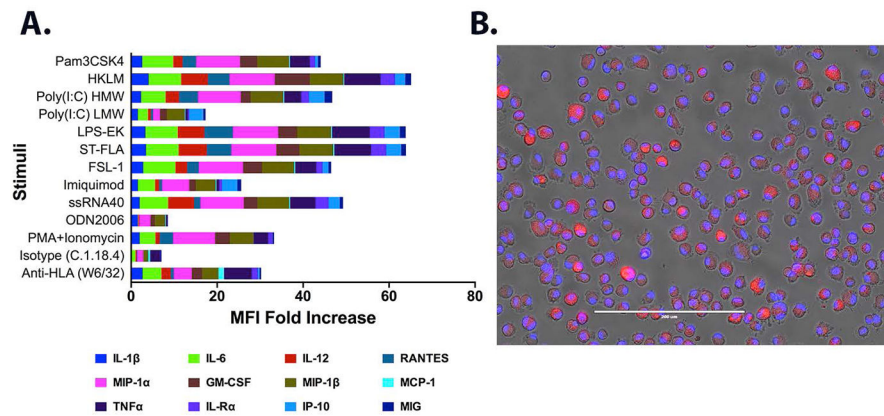 A.
B.
Stimuli
Pam3CSK4
HKLM
Poly(I:C) HMW
Poly(I:C) LMW
LPS-EK
ST-FLA
FSL-1
Imiquimod
ssRNA40
ODN2006
PMA+Ionomycin
Isotype (C.1.18.4)
Anti-HLA (W6/32)
0 20 40 60 80
MFI Fold Increase
IL-1β IL-6 IL-12 RANTES
MIP-1α GM-CSF MIP-1β MCP-1
TNFα IL-Rα IP-10 MIG
200 um